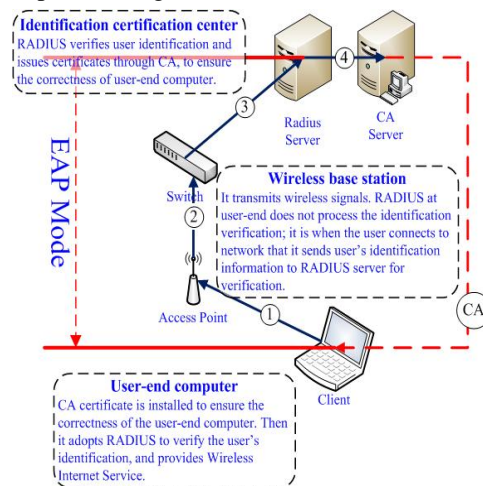 Identification certification center
RADIUS verifies user identification and
issues certificates through CA, to ensure
the correctness of user-end computer.
4
3
Radius
Server
CA
Server
EAP Mode
Switch
Wireless base station
It transmits wireless signals. RADIUS at
user-end does not process the identification
verification; it is when the user connects to
network that it sends user's identification
information to RADIUS server for
verification.
2
CA
Access Point
1
Client
User-end computer
CA certificate is installed to ensure the
correctness of the user-end computer. Then
it adopts RADIUS to verify the user's
identification, and provides Wireless
Internet Service.